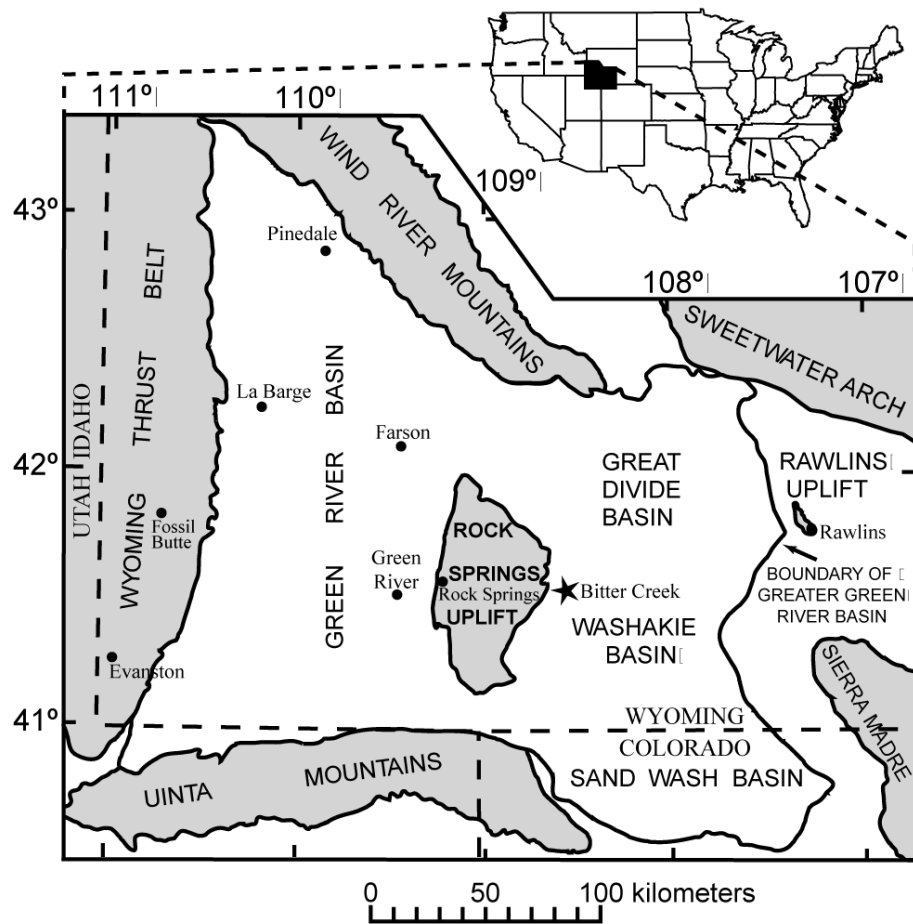 111º
110º
109º
108º
107º
43º
42º
41º
WIND RIVER MOUNTAINS
SWEETWATER ARCH
Pinedale
WYOMING THRUST BELT
UTAH IDAHO
La Barge
GREEN RIVER BASIN
Farson
GREAT
DIVIDE
BASIN
RAWLINS
UPLIFT
Rawlins
Fossil
Butte
ROCK
SPRINGS
Rock Springs
UPLIFT
Green
River
Bitter Creek
BOUNDARY OF
GREATER GREEN
RIVER BASIN
WASHAKIE
BASIN
Evanston
SIERRA MADRE
WYOMING
COLORADO
SAND WASH BASIN
UINTA MOUNTAINS
0 50 100 kilometers